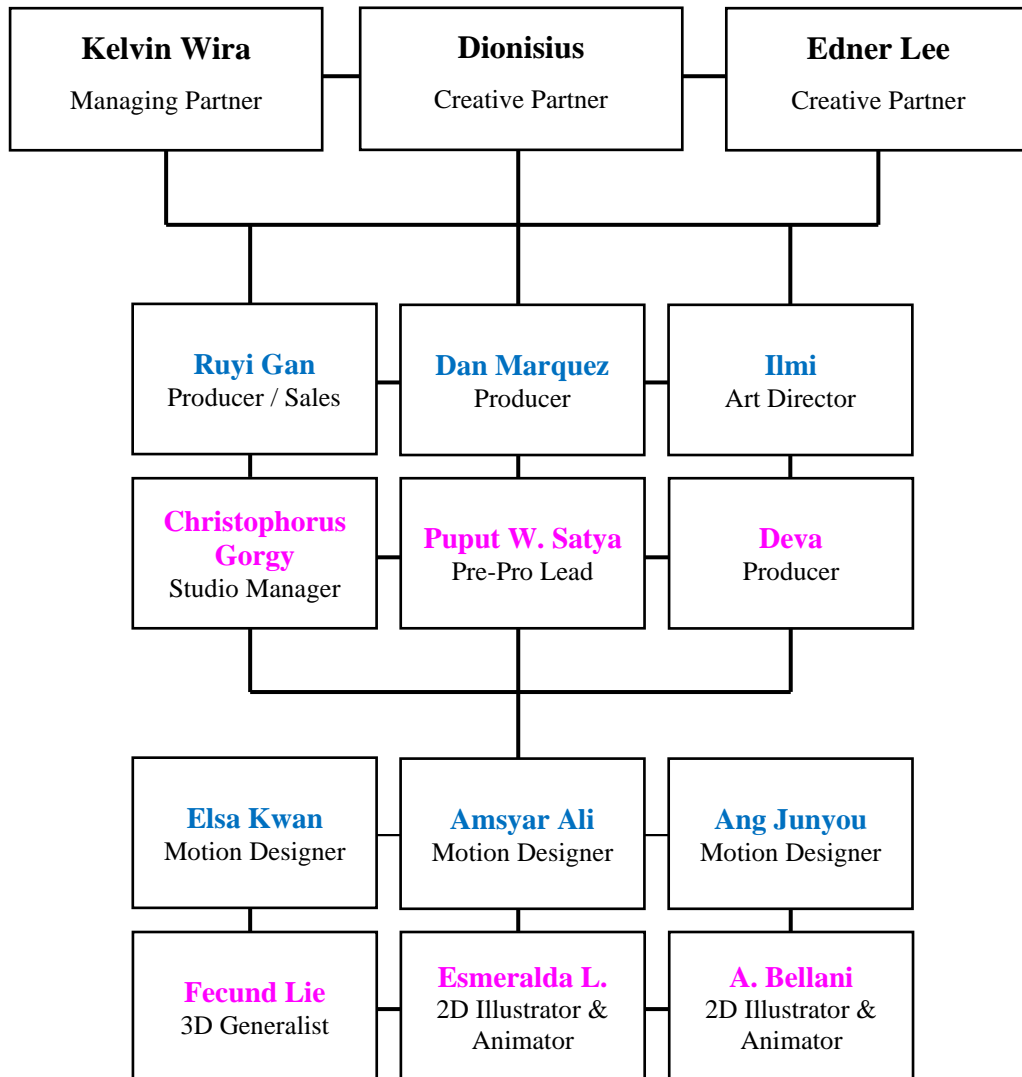 Kelvin Wira
Managing Partner
Dionisius
Creative Partner
Edner Lee
Creative Partner
Ruyi Gan
Producer / Sales
Dan Marquez
Producer
Ilmi
Art Director
Christophorus
Gorgy
Studio Manager
Puput W. Satya
Pre-Pro Lead
Deva
Producer
Elsa Kwan
Motion Designer
Amsyar Ali
Motion Designer
Ang Junyou
Motion Designer
Fecund Lie
3D Generalist
Esmeralda L.
2D Illustrator &
Animator
A. Bellani
2D Illustrator &
Animator